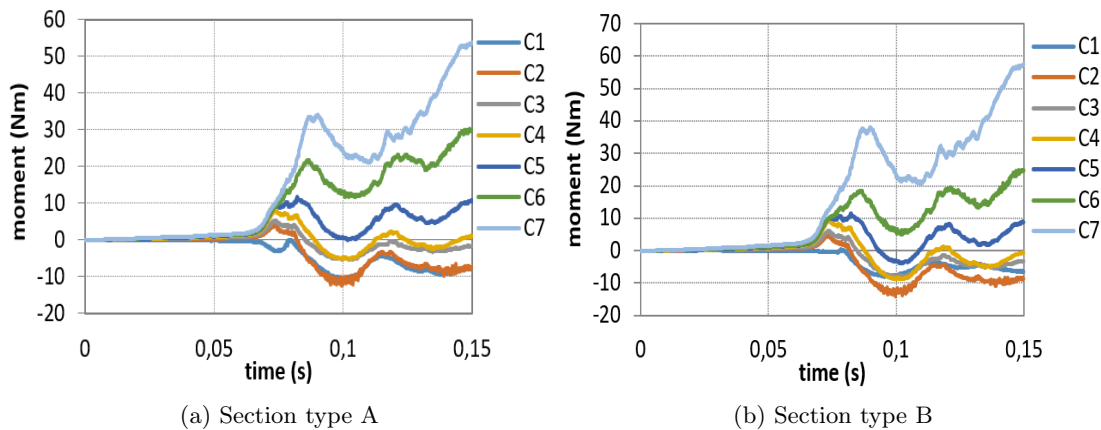 60
50
40
30
20
10
0
-10
-20
moment (Nm)
0
0,05
0,1
0,15
time (s)
C1
C2
C3
C4
C5
C6
C7
(a) Section type A
70
60
50
40
30
20
10
0
-10
-20
moment (Nm)
0
0,05
0,1
0,15
time (s)
C1
C2
C3
C4
C5
C6
C7
(b) Section type B